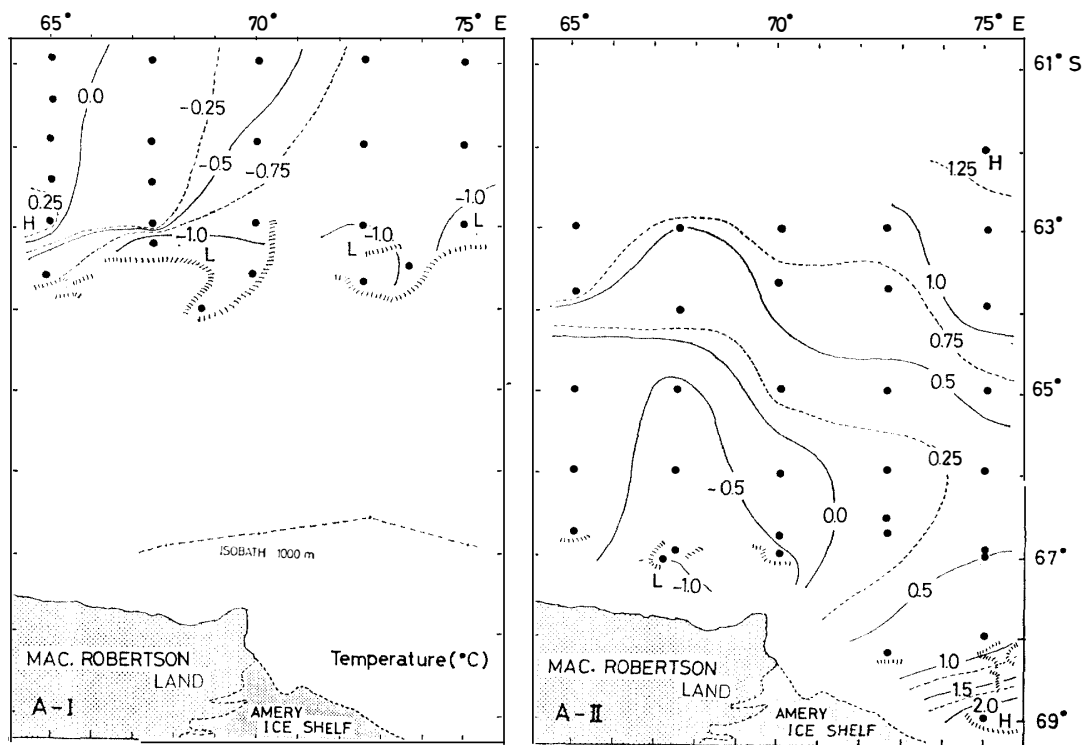 65° 70° 75° E
65° 70° 75° E
61° S
0.0
-0.25
-0.5
-0.75
0.25
H
-1.0
L
-1.0
L
-1.0
L
ISOBATH 1000 m
MAC. ROBERTSON
LAND
Temperature (°C)
A-I
AMERY
ICE SHELF
H
1.25
63°
1.0
0.75
0.5
65°
0.25
-0.5
0.0
67°
L
-1.0
0.5
1.0
1.5
2.0
H
69°
MAC. ROBERTSON
LAND
A-II
AMERY
ICE SHELF